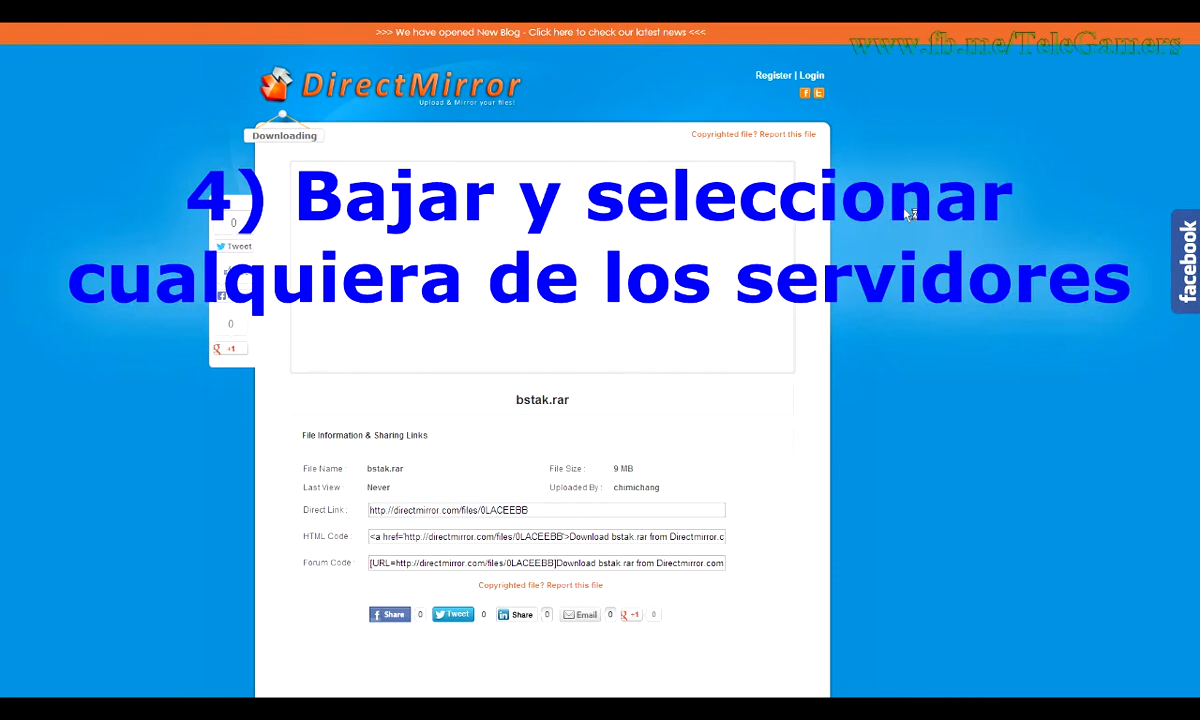 >>> We have opened New Blog - Click here to check our latest news <<<
www.fb.me/TeleGamers
DirectMirror
Upload & Mirror your files!
Register | Login
Downloading
Copyrighted file? Report this file
4) Bajar y seleccionar
cualquiera de los servidores
0
Tweet
0
+1
facebook
bstak.rar
File Information & Sharing Links
File Name : bstak.rar File Size : 9 MB
Last View Never Uploaded By : chimichang
Direct Link : http://directmirror.com/files/0LACEEBB
HTML Code : <a href='http://directmirror.com/files/0LACEEBB'>Download bstak.rar from Directmirror.c
Forum Code : [URL=http://directmirror.com/files/0LACEEBB]Download bstak.rar from Directmirror.com
Copyrighted file? Report this file
Share 0 Tweet 0 Share 0 Email 0 +1 0